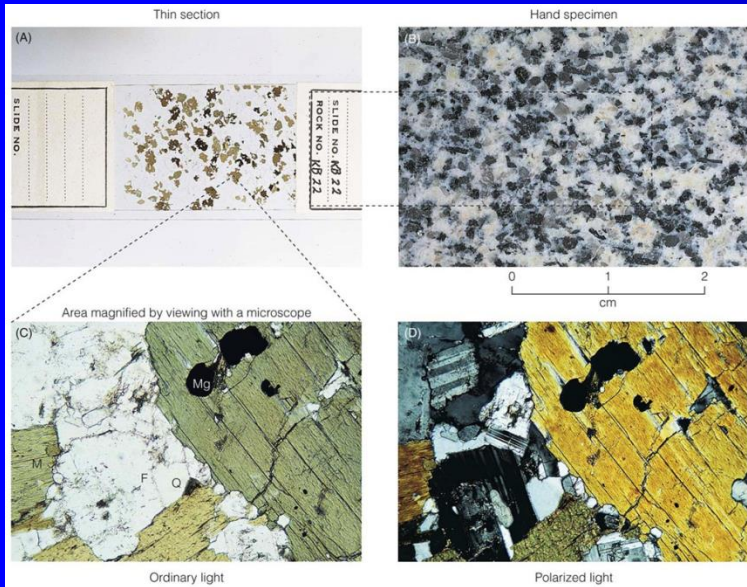 Thin section
Hand specimen
(A)
(B)
SLIDE NO.
SLIDE NO. KB 22
ROCK NO. KB 22
0 1 2
cm
Area magnified by viewing with a microscope
(C)
(D)
Mg
M
F
Q
Ordinary light
Polarized light